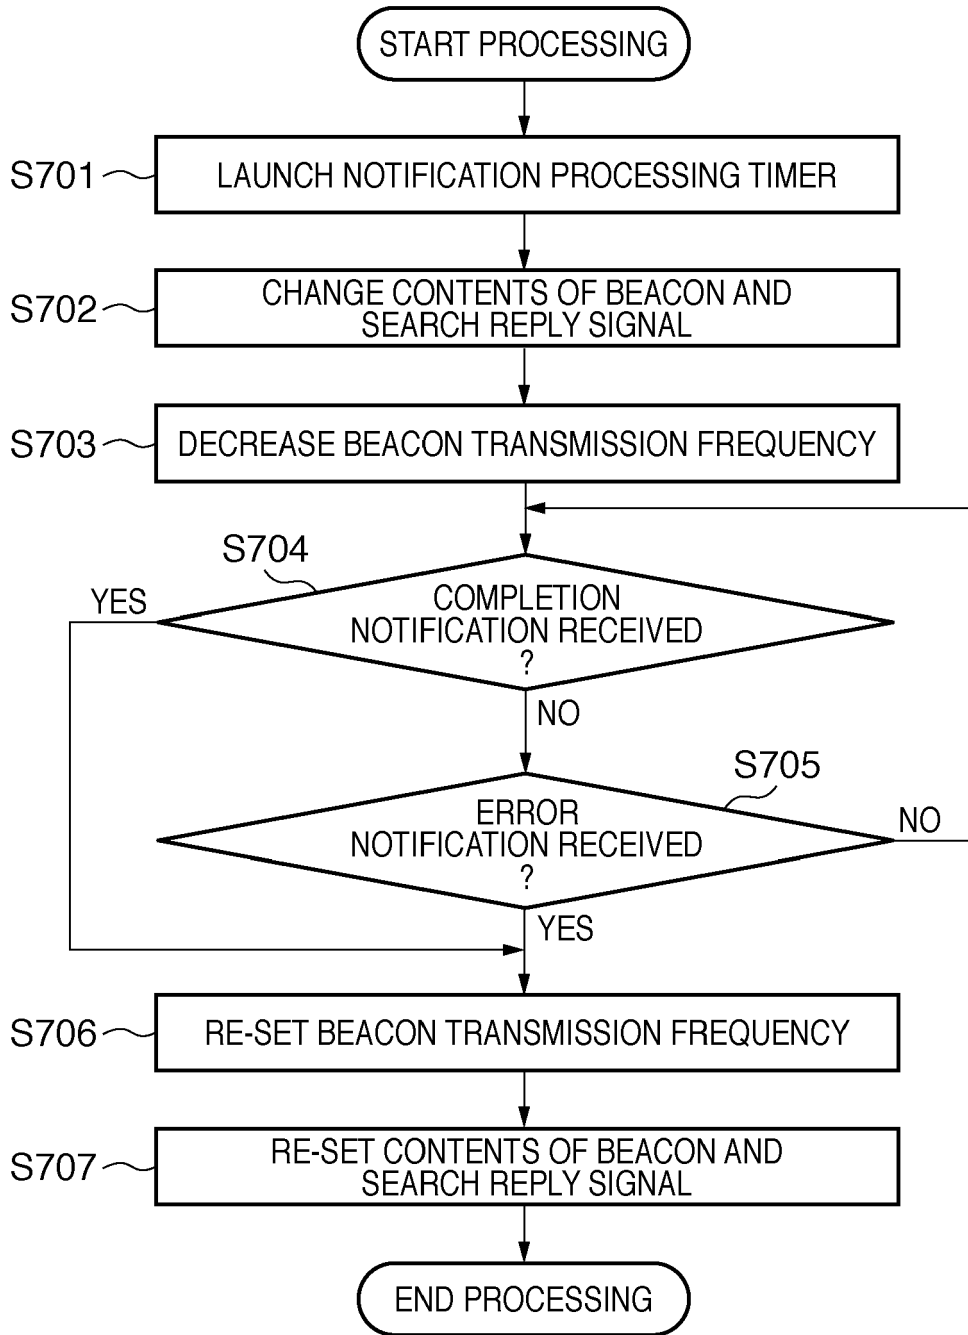 START PROCESSING
S701
LAUNCH NOTIFICATION PROCESSING TIMER
S702
CHANGE CONTENTS OF BEACON AND
SEARCH REPLY SIGNAL
S703
DECREASE BEACON TRANSMISSION FREQUENCY
S704
YES
COMPLETION
NOTIFICATION RECEIVED
?
NO
S705
ERROR
NOTIFICATION RECEIVED
?
NO
YES
S706
RE-SET BEACON TRANSMISSION FREQUENCY
S707
RE-SET CONTENTS OF BEACON AND
SEARCH REPLY SIGNAL
END PROCESSING